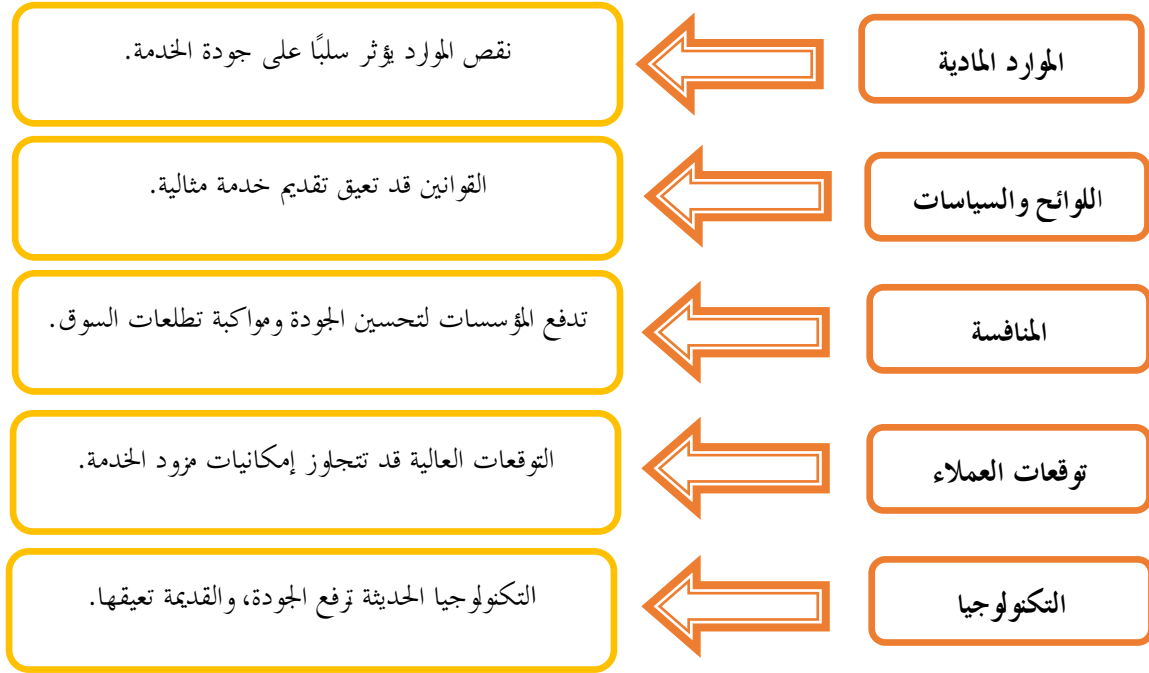 الموارد المادية
نقص الموارد يؤثر سلبًا على جودة الخدمة.
اللوائح والسياسات
القوانين قد تعيق تقديم خدمة مثالية.
المنافسة
تدفع المؤسسات لتحسين الجودة ومواكبة تطلعات السوق.
توقعات العملاء
التوقعات العالية قد تتجاوز إمكانيات مزود الخدمة.
التكنولوجيا
التكنولوجيا الحديثة ترفع الجودة، والقديمة تعيقها.